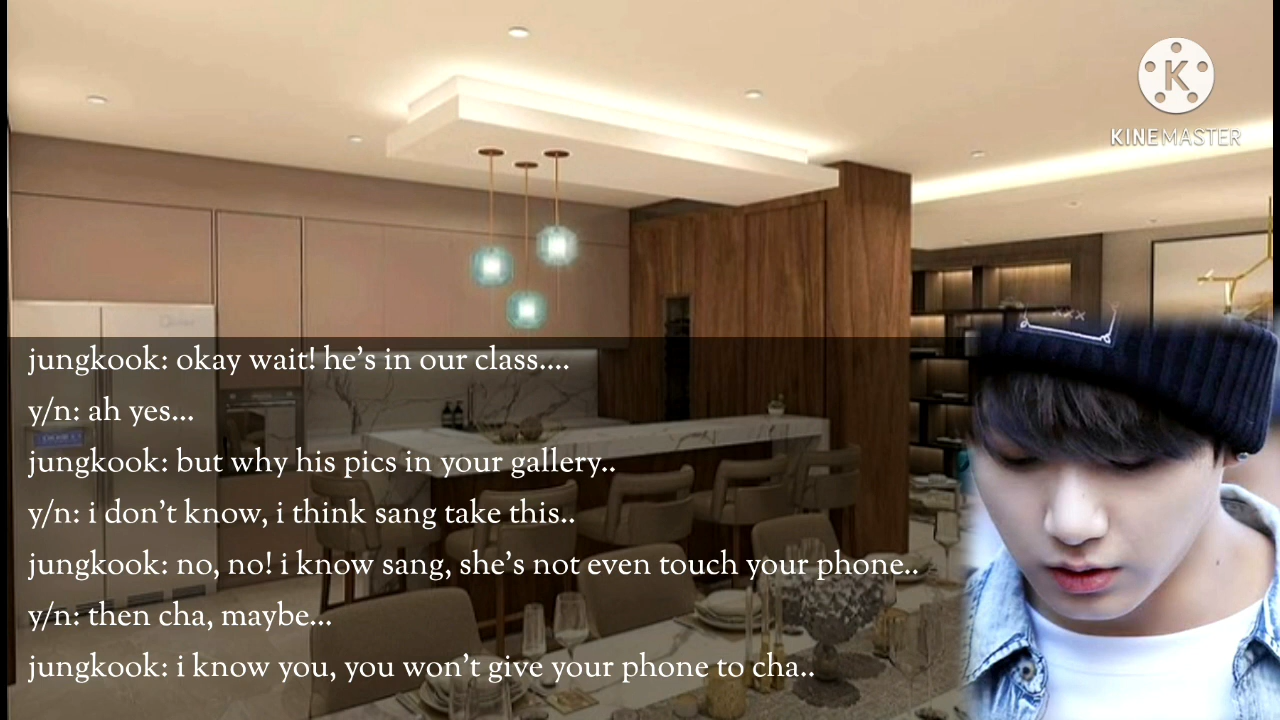 KINEMASTER
jungkook: okay wait! he's in our class....
y/n: ah yes...
jungkook: but why his pics in your gallery..
y/n: i don't know, i think sang take this..
jungkook: no, no! i know sang, she's not even touch your phone..
y/n: then cha, maybe...
jungkook: i know you, you won't give your phone to cha..